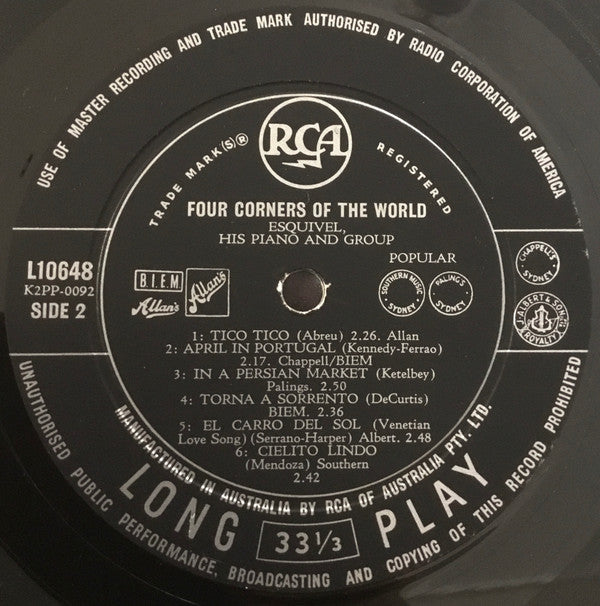 USE OF MASTER RECORDING AND TRADE MARK AUTHORISED BY RADIO CORPORATION OF AMERICA
RCA
TRADE MARK(S)® REGISTERED
FOUR CORNERS OF THE WORLD
ESQUIVEL,
HIS PIANO AND GROUP
POPULAR
L10648
K2PP-0092
SIDE 2
B.I.E.M.
Allan's
Allan's
SOUTHERN MUSIC SYDNEY
PALING'S SYDNEY
CHAPPELL'S SYDNEY
J. ALBERT & SON
ROYALTY
1: TICO TICO (Abreu) 2.26. Allan
2: APRIL IN PORTUGAL (Kennedy-Ferrao)
2.17. Chappell/BIEM
3: IN A PERSIAN MARKET (Ketelbey)
Palings. 2.50
4: TORNA A SORRENTO (DeCurtis)
BIEM. 2.36
5: EL CARRO DEL SOL (Venetian
Love Song) (Serrano-Harper) Albert. 2.48
6: CIELITO LINDO
(Mendoza) Southern
2.42
MANUFACTURED IN AUSTRALIA BY RCA OF AUSTRALIA PTY. LTD.
LONG PLAY
33 1/3
UNAUTHORISED PUBLIC PERFORMANCE, BROADCASTING AND COPYING OF THIS RECORD PROHIBITED